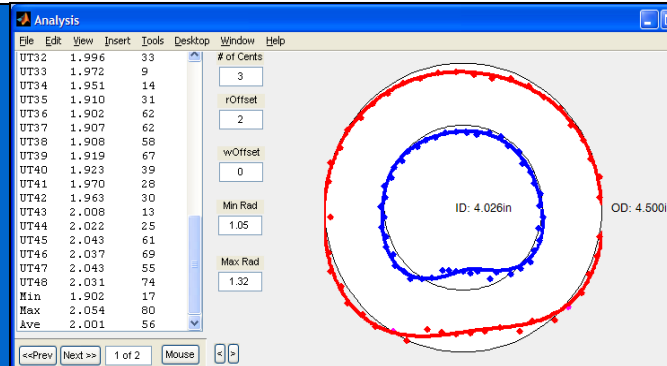 Analysis
File Edit View Insert Tools Desktop Window Help
UT32 1.996 33
UT33 1.972 9
UT34 1.951 14
UT35 1.910 31
UT36 1.902 62
UT37 1.907 62
UT38 1.908 58
UT39 1.919 67
UT40 1.923 39
UT41 1.970 28
UT42 1.963 30
UT43 2.008 13
UT44 2.022 25
UT45 2.043 61
UT46 2.037 69
UT47 2.043 55
UT48 2.031 74
Min 1.902 17
Max 2.054 80
Ave 2.001 56
# of Cents
3
rOffset
2
wOffset
0
Min Rad
1.05
Max Rad
1.32
ID: 4.026in
OD: 4.500i
<<Prev Next >> 1 of 2 Mouse < >